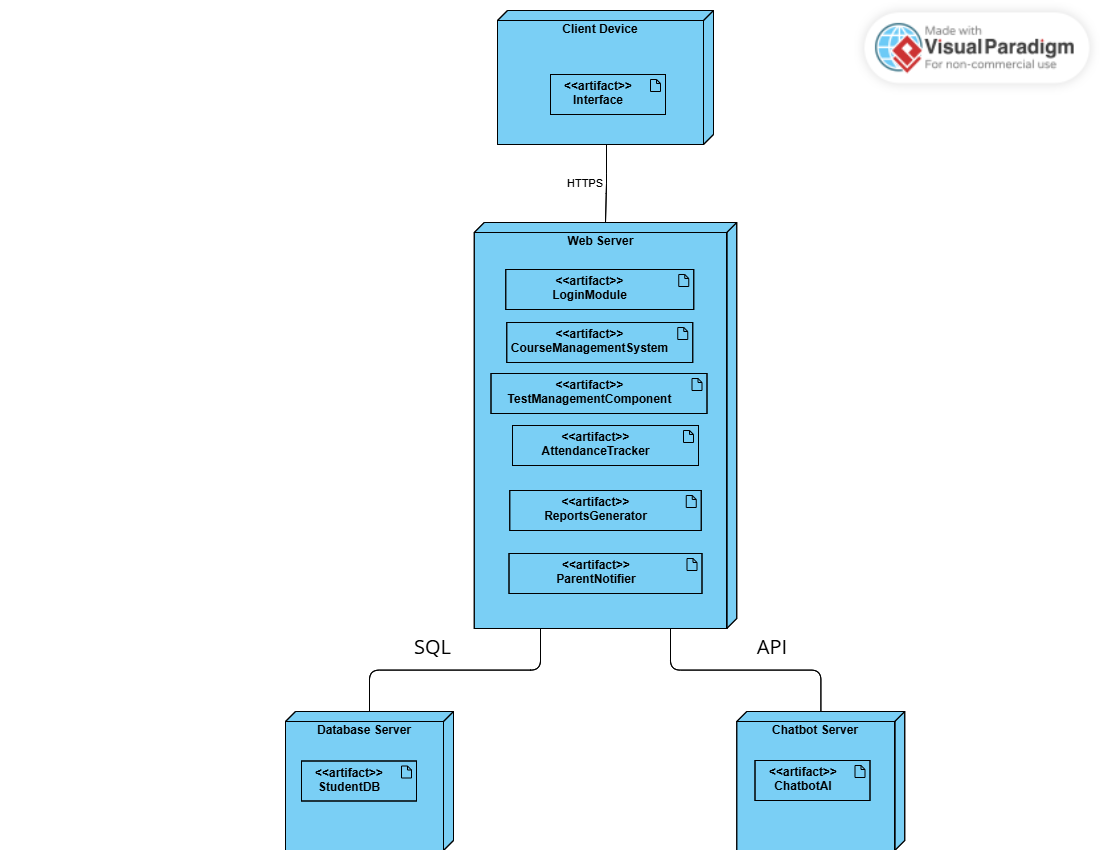 Client Device
<<artifact>>
Interface
Made with
Visual Paradigm
For non-commercial use
HTTPS
Web Server
<<artifact>>
LoginModule
<<artifact>>
CourseManagementSystem
<<artifact>>
TestManagementComponent
<<artifact>>
AttendanceTracker
<<artifact>>
ReportsGenerator
<<artifact>>
ParentNotifier
SQL
API
Database Server
<<artifact>>
StudentDB
Chatbot Server
<<artifact>>
ChatbotAI